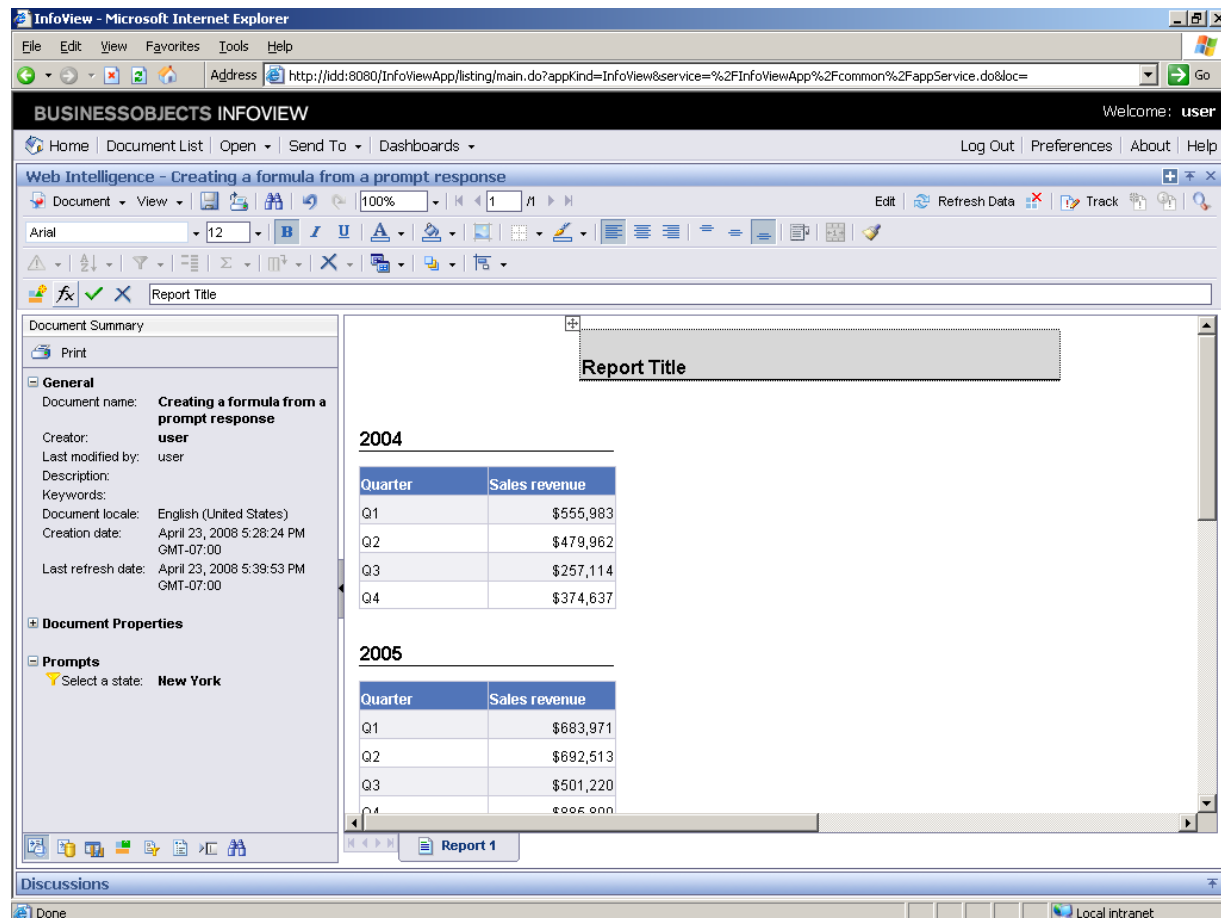 InfoView - Microsoft Internet Explorer
File Edit View Favorites Tools Help
Address http://idd:8080/InfoViewApp/listing/main.do?appKind=InfoView&service=%2FInfoViewApp%2Fcommon%2FappService.do&loc= Go
BUSINESSOBJECTS INFOVIEW Welcome: user
Home Document List Open Send To Dashboards Log Out Preferences About Help
Web Intelligence - Creating a formula from a prompt response
Document View 100% 1 /1 Edit Refresh Data Track
Arial 12 B I U A
Σ
fx Report Title
Document Summary
Print
General
Document name: Creating a formula from a
prompt response
Creator: user
Last modified by: user
Description:
Keywords:
Document locale: English (United States)
Creation date: April 23, 2008 5:28:24 PM
GMT-07:00
Last refresh date: April 23, 2008 5:39:53 PM
GMT-07:00
Document Properties
Prompts
Select a state: New York
Report Title
2004
Quarter Sales revenue
Q1 $555,983
Q2 $479,962
Q3 $257,114
Q4 $374,637
2005
Quarter Sales revenue
Q1 $683,971
Q2 $692,513
Q3 $501,220
Q4
Report 1
Discussions
Done Local intranet